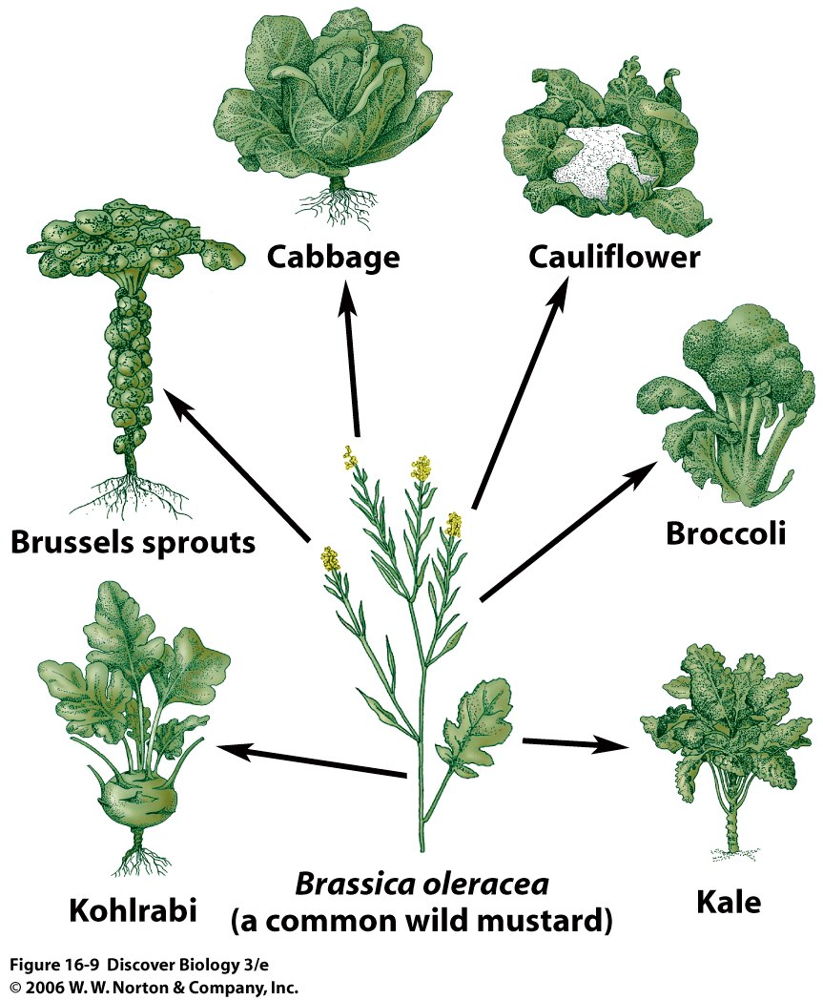 Cabbage
Cauliflower
Brussels sprouts
Broccoli
Kohlrabi
Brassica oleracea
(a common wild mustard)
Kale
Figure 16-9  Discover Biology 3/e
© 2006 W. W. Norton & Company, Inc.